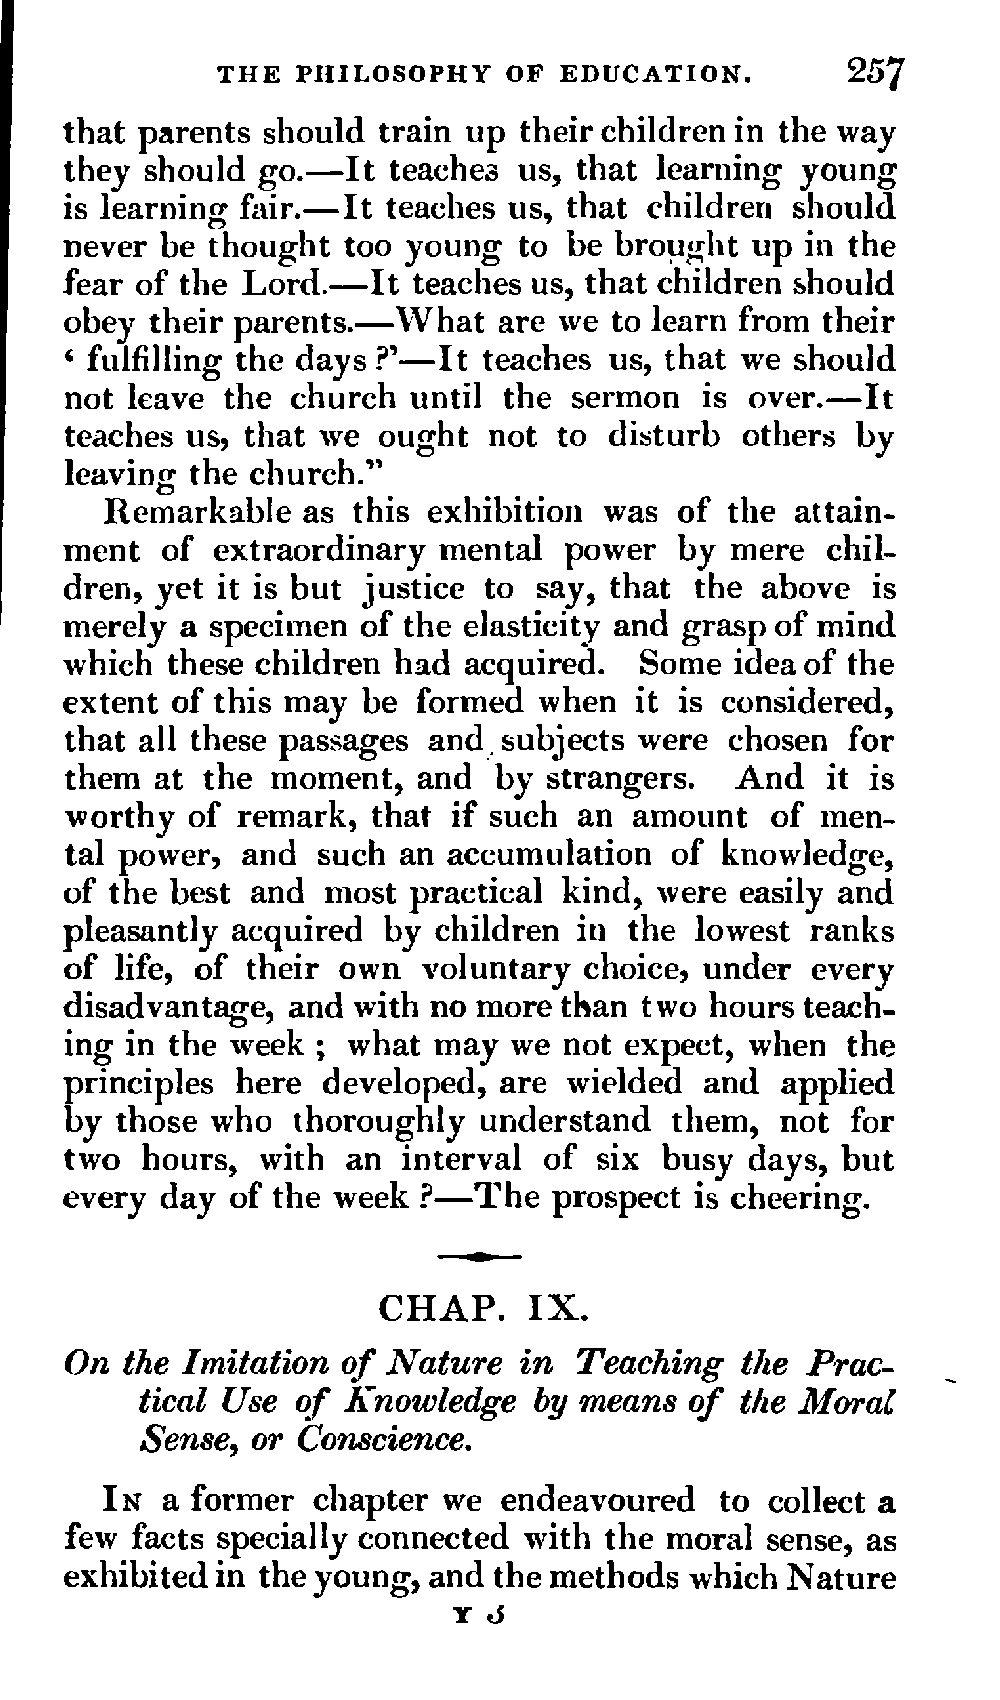 THE PHILOSOPHY OF EDUCATION. 257
that parents should train up their children in the way
they should go.—It teaches us, that learning young
is learning fair.—It teaches us, that children should
never be thought too young to be brought up in the
fear of the Lord.—It teaches us, that children should
obey their parents.—What are we to learn from their
‘ fulfilling the days ?’—It teaches us, that we should
not leave the church until the sermon is over.—It
teaches us, that we ought not to disturb others by
leaving the church.”
Remarkable as this exhibition was of the attain-
ment of extraordinary mental power by mere chil-
dren, yet it is but justice to say, that the above is
merely a specimen of the elasticity and grasp of mind
which these children had acquired. Some idea of the
extent of this may be formed when it is considered,
that all these passages and subjects were chosen for
them at the moment, and by strangers. And it is
worthy of remark, that if such an amount of men-
tal power, and such an accumulation of knowledge,
of the best and most practical kind, were easily and
pleasantly acquired by children in the lowest ranks
of life, of their own voluntary choice, under every
disadvantage, and with no more than two hours teach-
ing in the week ; what may we not expect, when the
principles here developed, are wielded and applied
by those who thoroughly understand them, not for
two hours, with an interval of six busy days, but
every day of the week ?—The prospect is cheering.
CHAP. IX.
On the Imitation of Nature in Teaching the Prac-
tical Use of Knowledge by means of the Moral
Sense, or Conscience.
IN a former chapter we endeavoured to collect a
few facts specially connected with the moral sense, as
exhibited in the young, and the methods which Nature
Y 3